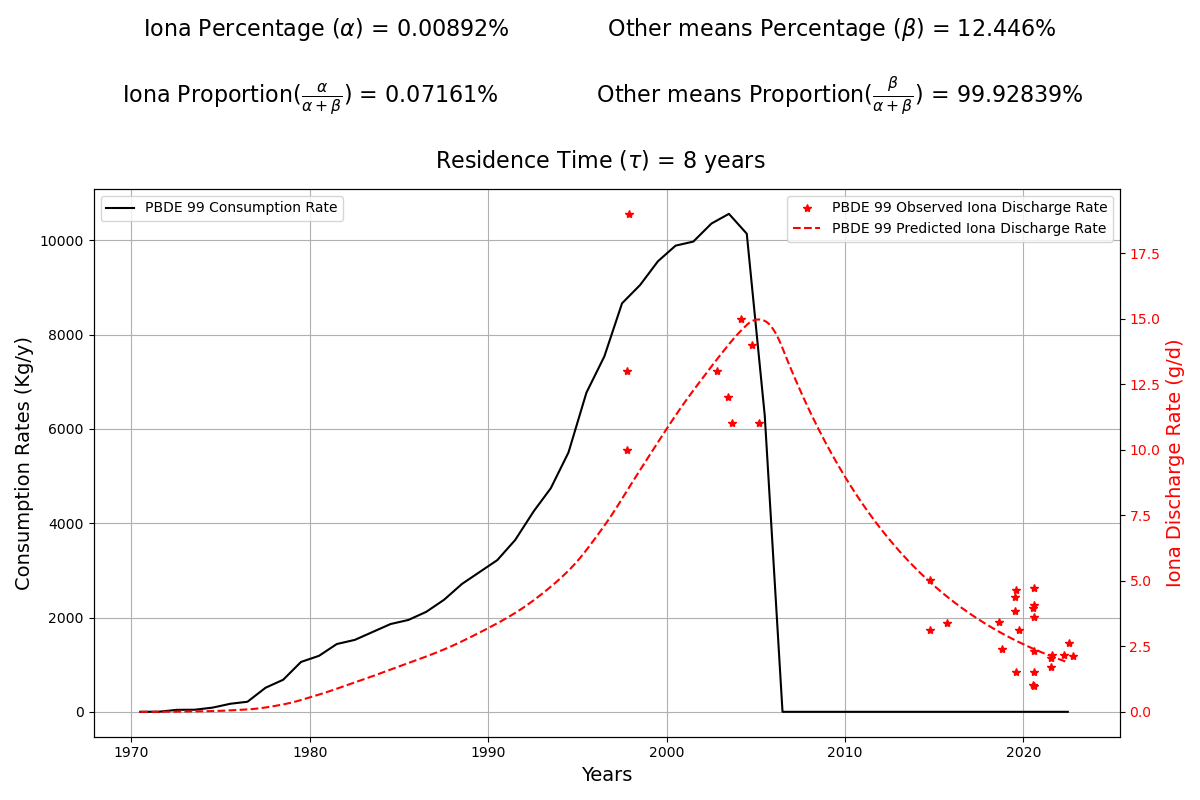 Iona Percentage (α) = 0.00892% Other means Percentage (β) = 12.446%
Iona Proportion(α/(α+β)) = 0.07161% Other means Proportion(β/(α+β)) = 99.92839%
Residence Time (τ) = 8 years
PBDE 99 Consumption Rate
PBDE 99 Observed Iona Discharge Rate
PBDE 99 Predicted Iona Discharge Rate
Consumption Rates (Kg/y)
10000
8000
6000
4000
2000
0
17.5
15.0
12.5
10.0
7.5
5.0
2.5
0.0
Iona Discharge Rate (g/d)
1970 1980 1990 2000 2010 2020
Years